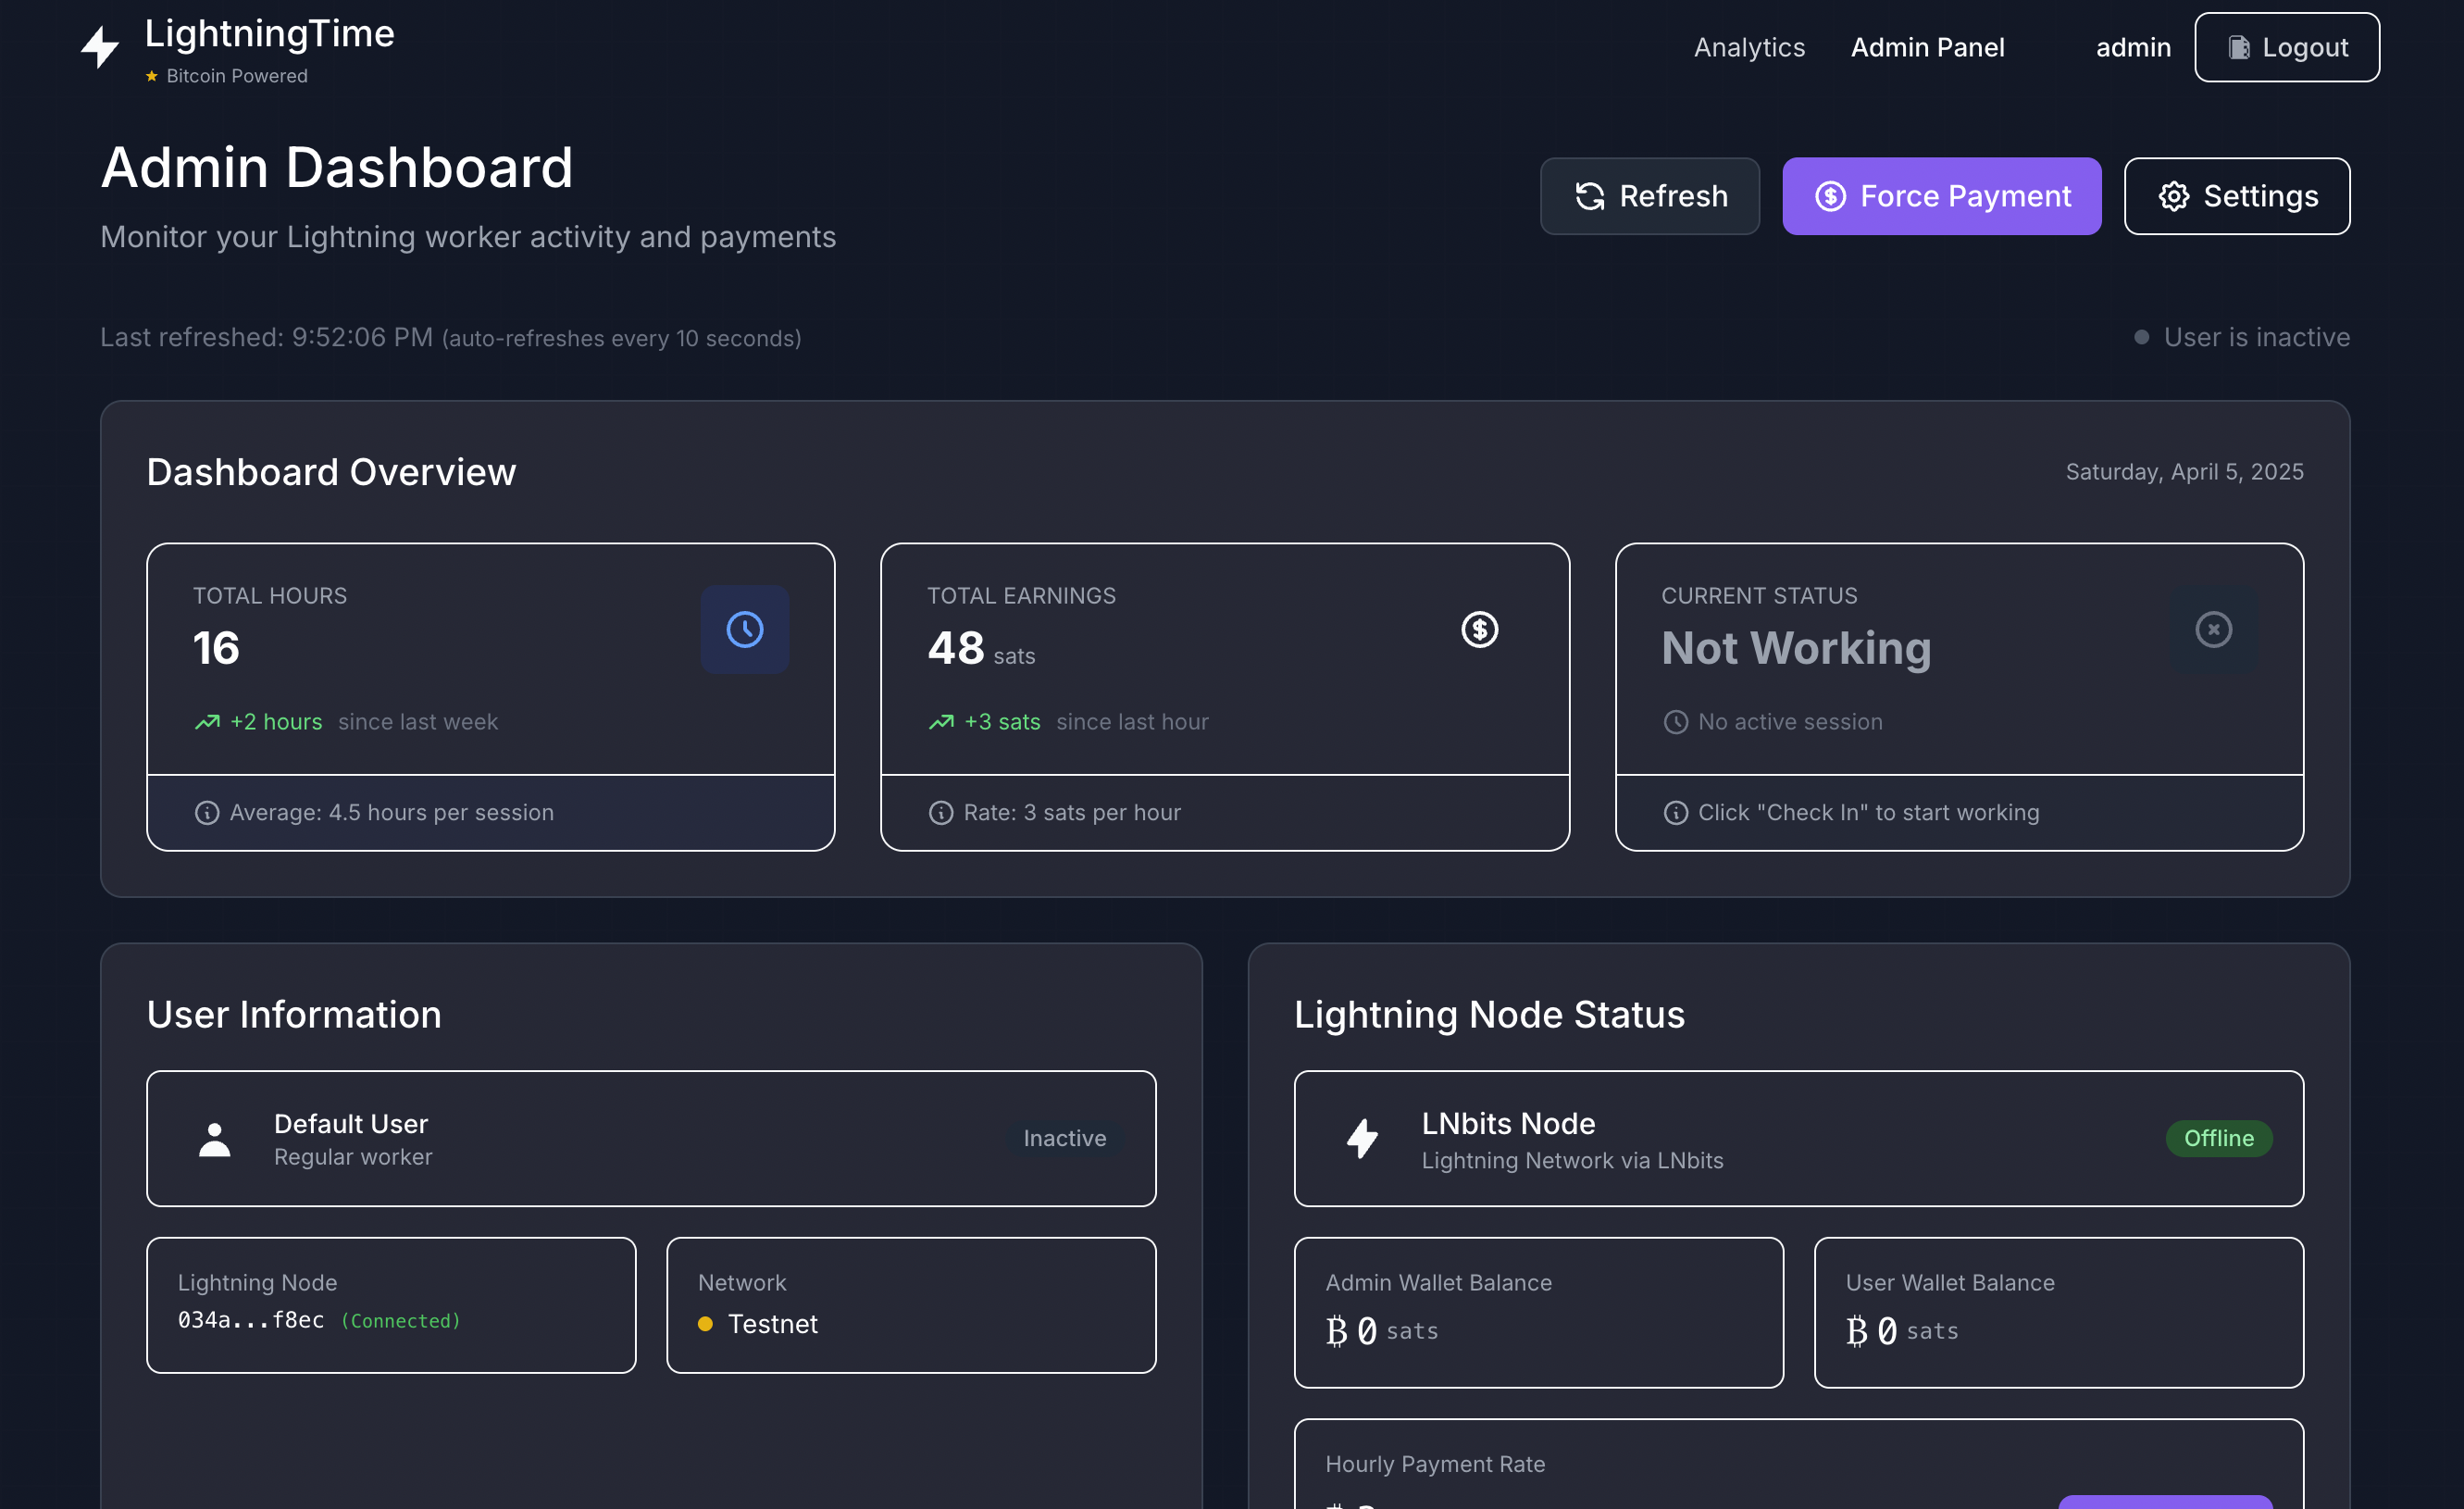 LightningTime
Bitcoin Powered
Analytics
Admin Panel
admin
Logout
Admin Dashboard
Monitor your Lightning worker activity and payments
Refresh
Force Payment
Settings
Last refreshed: 9:52:06 PM (auto-refreshes every 10 seconds)
User is inactive
Dashboard Overview
Saturday, April 5, 2025
TOTAL HOURS
16
+2 hours since last week
Average: 4.5 hours per session
TOTAL EARNINGS
48 sats
+3 sats since last hour
Rate: 3 sats per hour
CURRENT STATUS
Not Working
No active session
Click "Check In" to start working
User Information
Default User
Regular worker
Inactive
Lightning Node
034a...f8ec (Connected)
Network
Testnet
Lightning Node Status
LNbits Node
Lightning Network via LNbits
Offline
Admin Wallet Balance
₿ 0 sats
User Wallet Balance
₿ 0 sats
Hourly Payment Rate